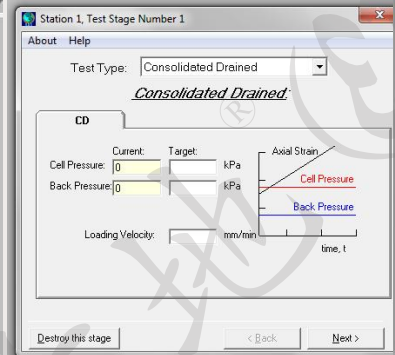 Station 1, Test Stage Number 1
About Help
Test Type: Consolidated Drained
Consolidated Drained:
CD
Current: Target:
Cell Pressure: 0 kPa
Back Pressure: 0 kPa
Loading Velocity: mm/min
Axial Strain
Cell Pressure
Back Pressure
time, t
Destroy this stage < Back Next >
®